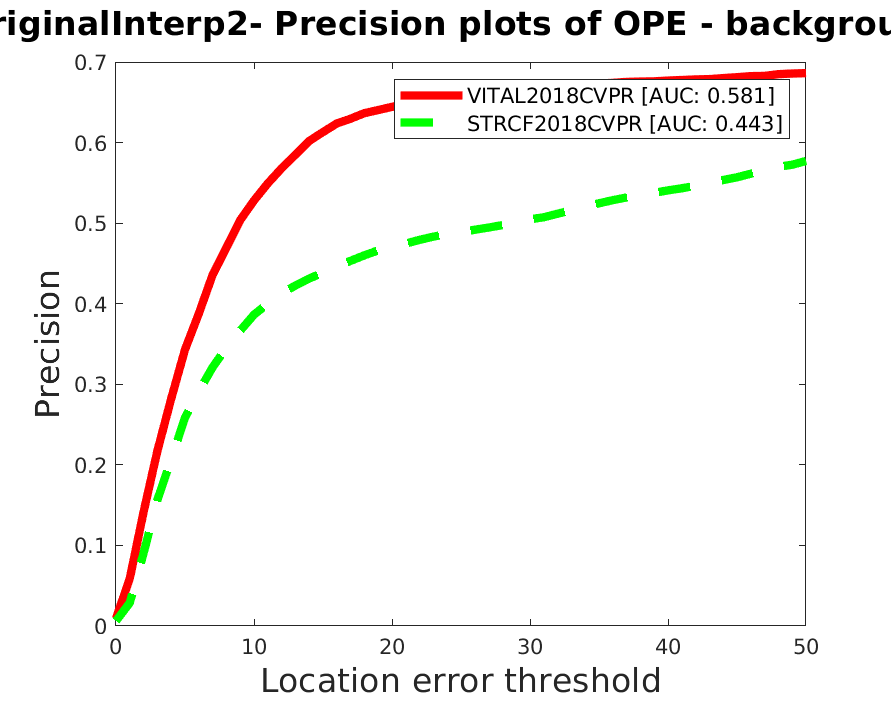 riginalInterp2- Precision plots of OPE - backgrou
0.7
0.6
0.5
0.4
0.3
0.2
0.1
0
Precision
VITAL2018CVPR [AUC: 0.581]
STRCF2018CVPR [AUC: 0.443]
0 10 20 30 40 50
Location error threshold